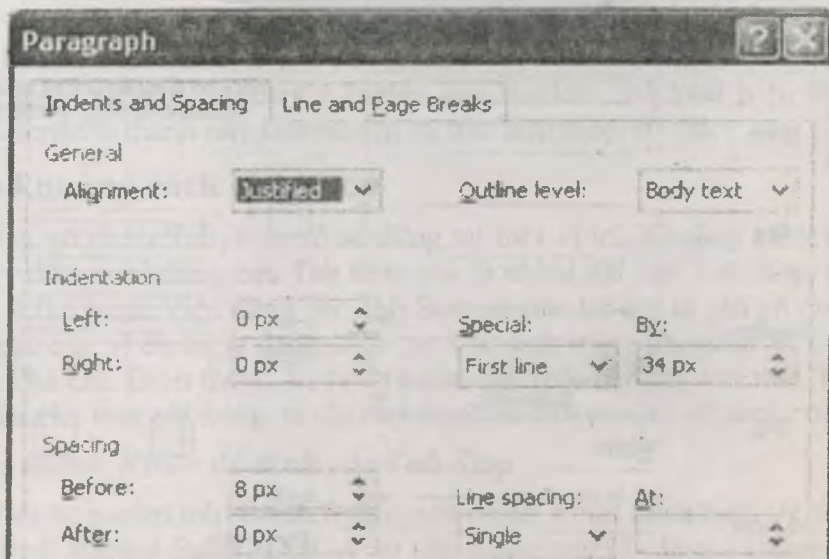 Paragraph
Indents and Spacing Line and Page Breaks
General
Alignment: Justified Outline level: Body text
Indentation
Left: 0 px Special: By:
Right: 0 px First line 34 px
Spacing
Before: 8 px Line spacing: At:
After: 0 px Single